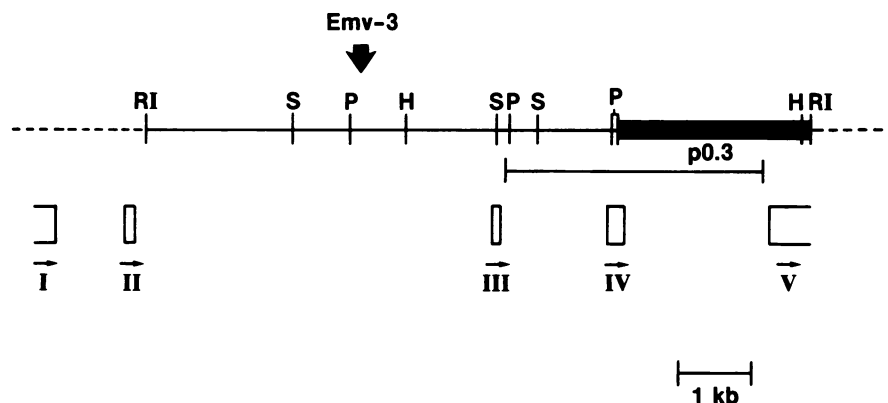 Emv-3
RI S P H S P S P H RI
p0.3
I II III IV V
1 kb